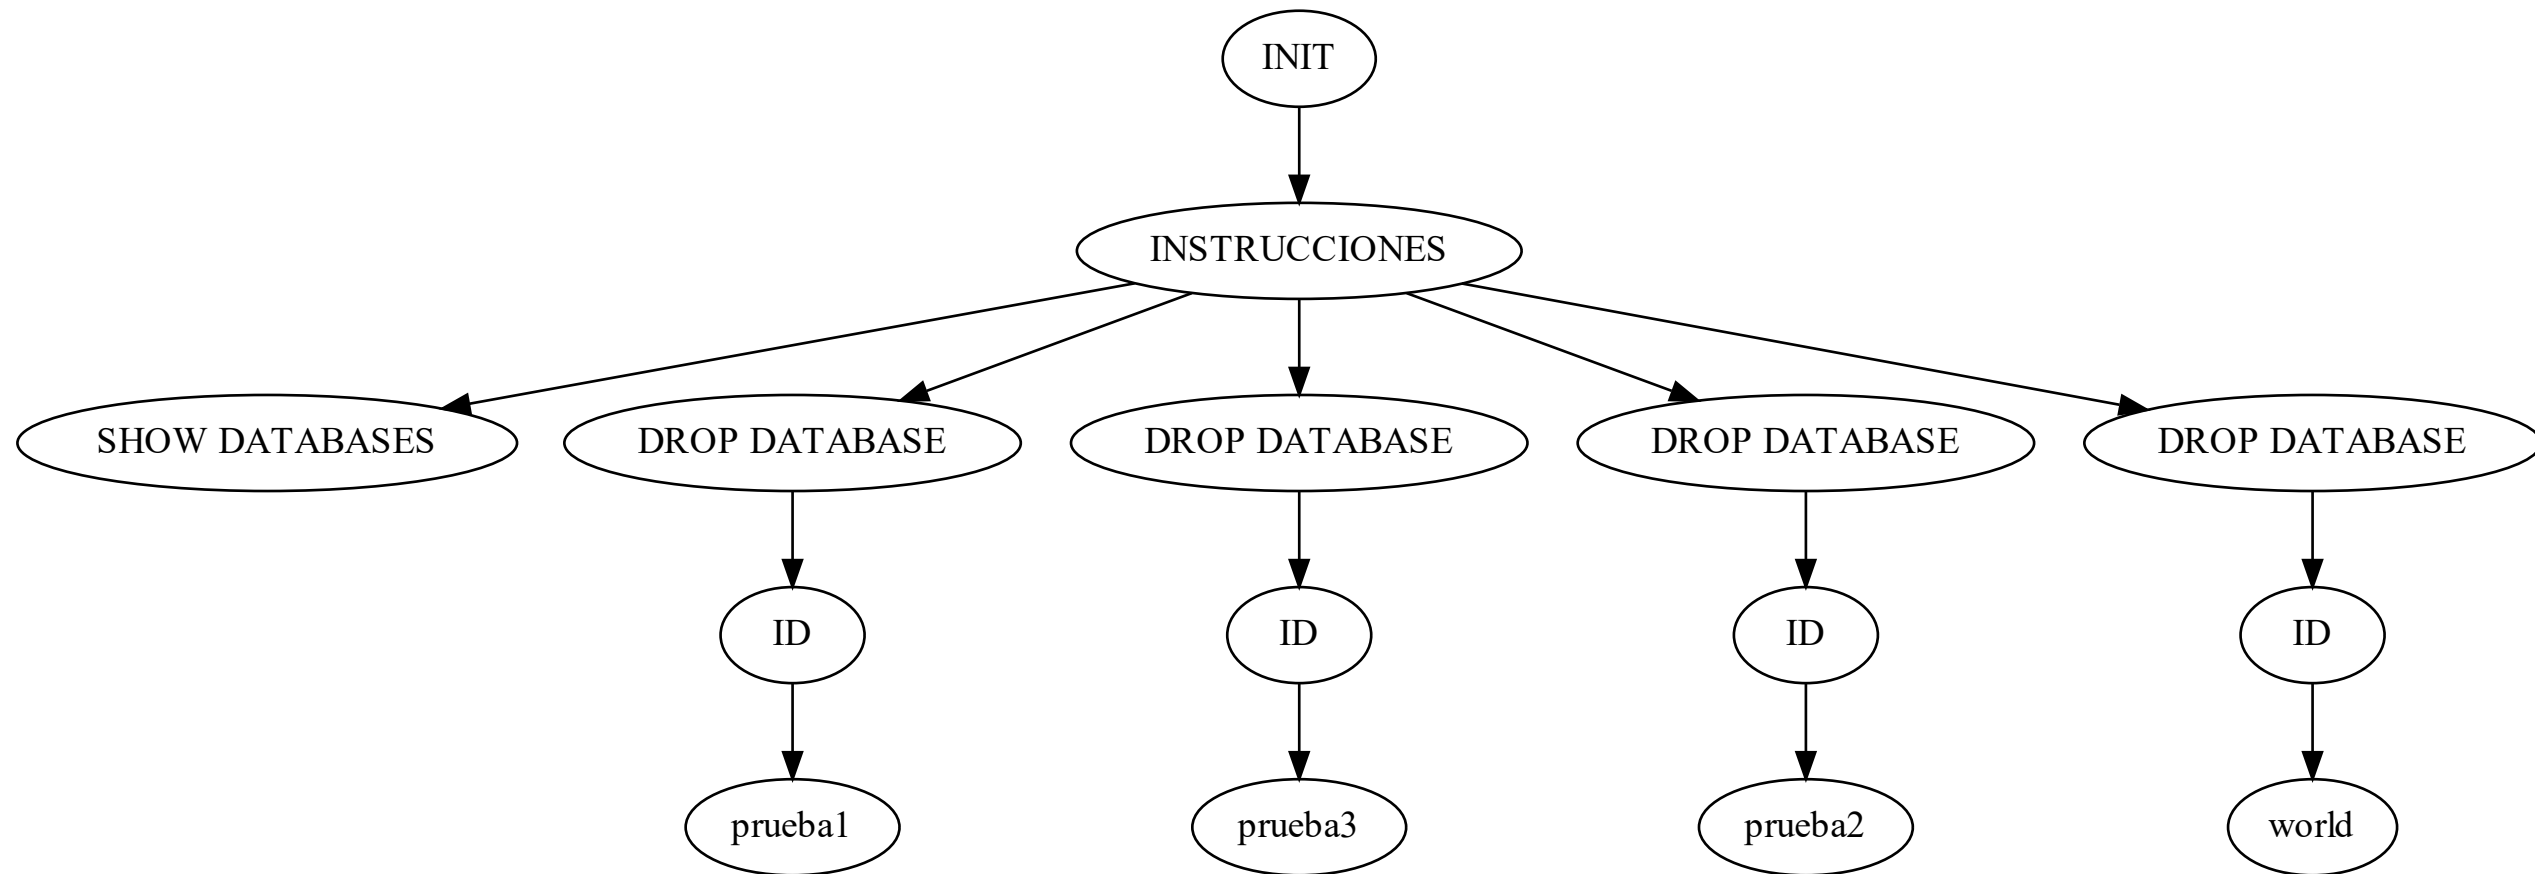 INIT
INSTRUCCIONES
SHOW DATABASES
DROP DATABASE
DROP DATABASE
DROP DATABASE
DROP DATABASE
ID
ID
ID
ID
prueba1
prueba3
prueba2
world